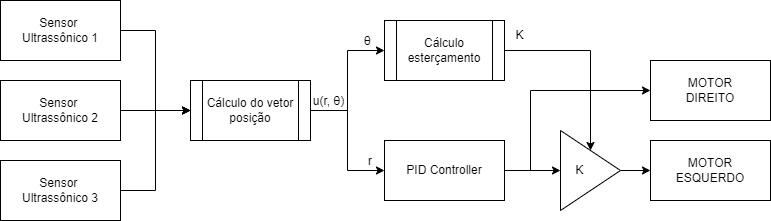 Sensor
Ultrassônico 1
Sensor
Ultrassônico 2
Sensor
Ultrassônico 3
Cálculo do vetor
posição
u(r, θ)
θ
r
Cálculo
esterçamento
K
PID Controller
K
MOTOR
DIREITO
MOTOR
ESQUERDO